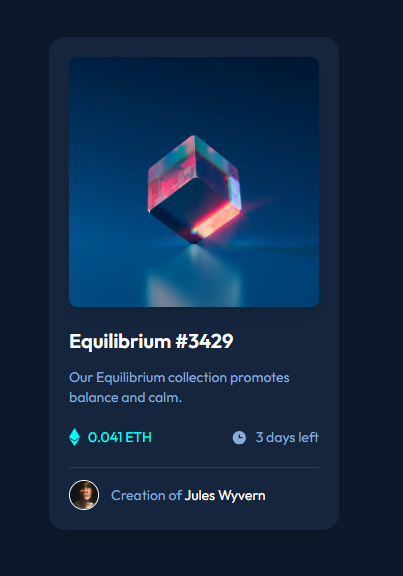 Equilibrium #3429
Our Equilibrium collection promotes
balance and calm.
0.041 ETH
3 days left
Creation of Jules Wyvern